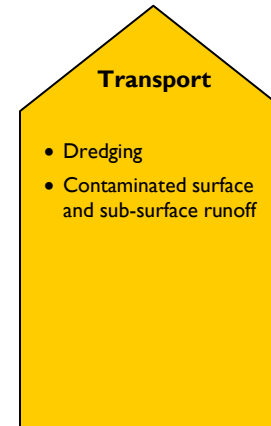 Transport
• Dredging
• Contaminated surface
and sub-surface runoff